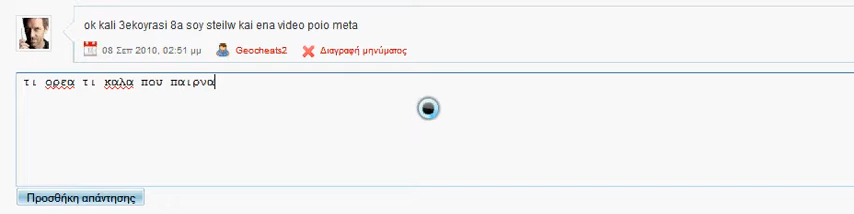 ok kali 3ekoyrasi 8a soy steilw kai ena video poio meta
08 Σεπ 2010, 02:51 μμ Geocheats2 Διαγραφή μηνύματος
τι ορεα τι καλα που παιρνα
Προσθήκη απάντησης